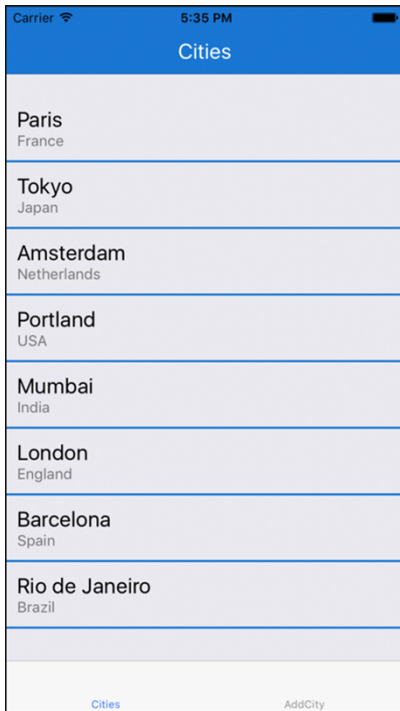 Carrier 5:35 PM
Cities
Paris
France
Tokyo
Japan
Amsterdam
Netherlands
Portland
USA
Mumbai
India
London
England
Barcelona
Spain
Rio de Janeiro
Brazil
Cities AddCity